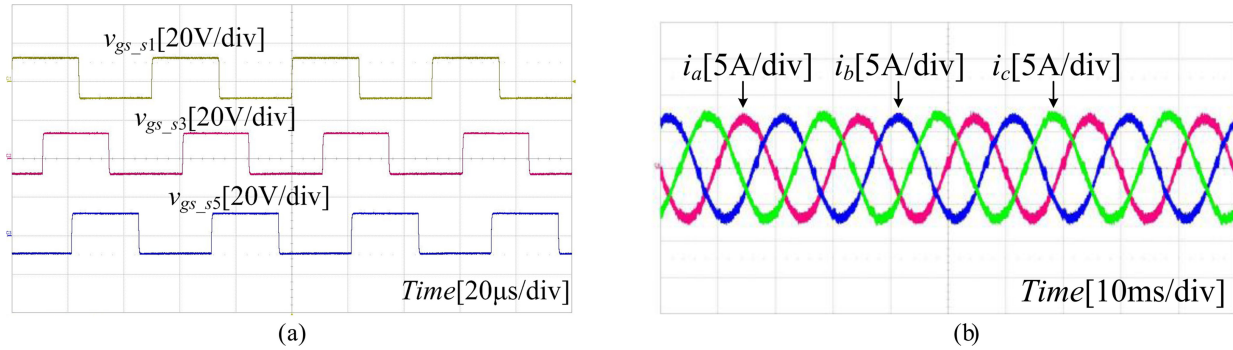 v_gs_s1[20V/div]
v_gs_s3[20V/div]
v_gs_s5[20V/div]
Time[20μs/div]
(a)
i_a[5A/div] i_b[5A/div] i_c[5A/div]
Time[10ms/div]
(b)